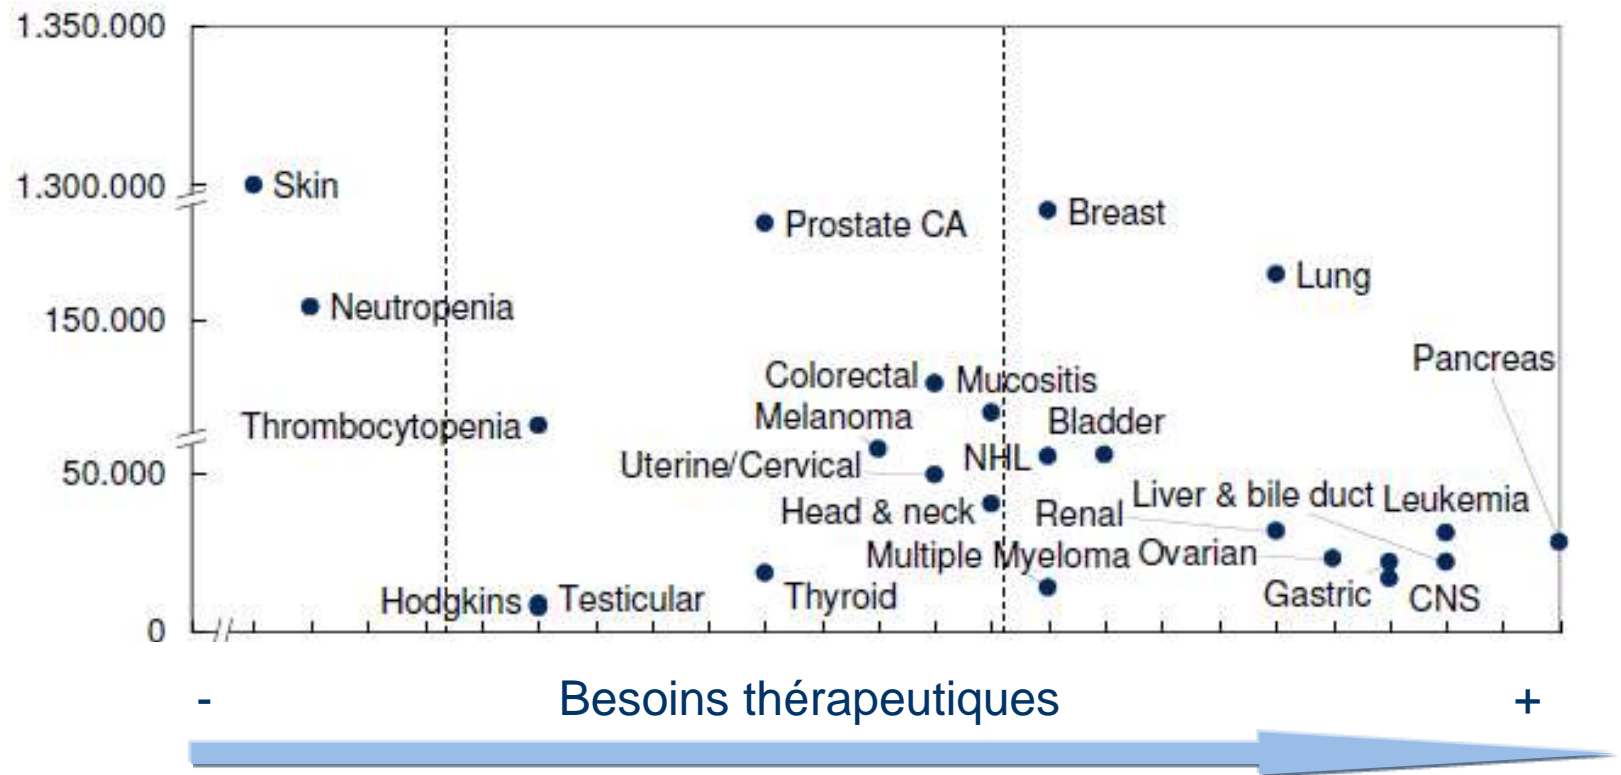 1.350.000
1.300.000
Skin
Prostate CA
Breast
Lung
150.000
Neutropenia
Pancreas
Colorectal
Mucositis
Melanoma
Bladder
Thrombocytopenia
50.000
Uterine/Cervical
NHL
Liver & bile duct
Leukemia
Head & neck
Renal
Multiple Myeloma
Ovarian
Hodgkins
Testicular
Thyroid
Gastric
CNS
0
- Besoins thérapeutiques +